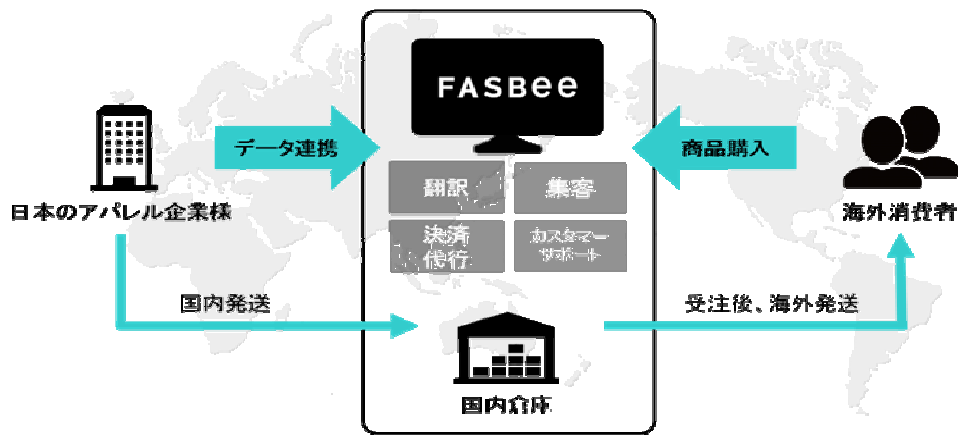 FASBee
データ連携
商品購入
翻訳
集客
日本のアパレル企業様
海外消費者
決済
代行
カスタマー
サポート
国内発送
受注後、海外発送
国内倉庫